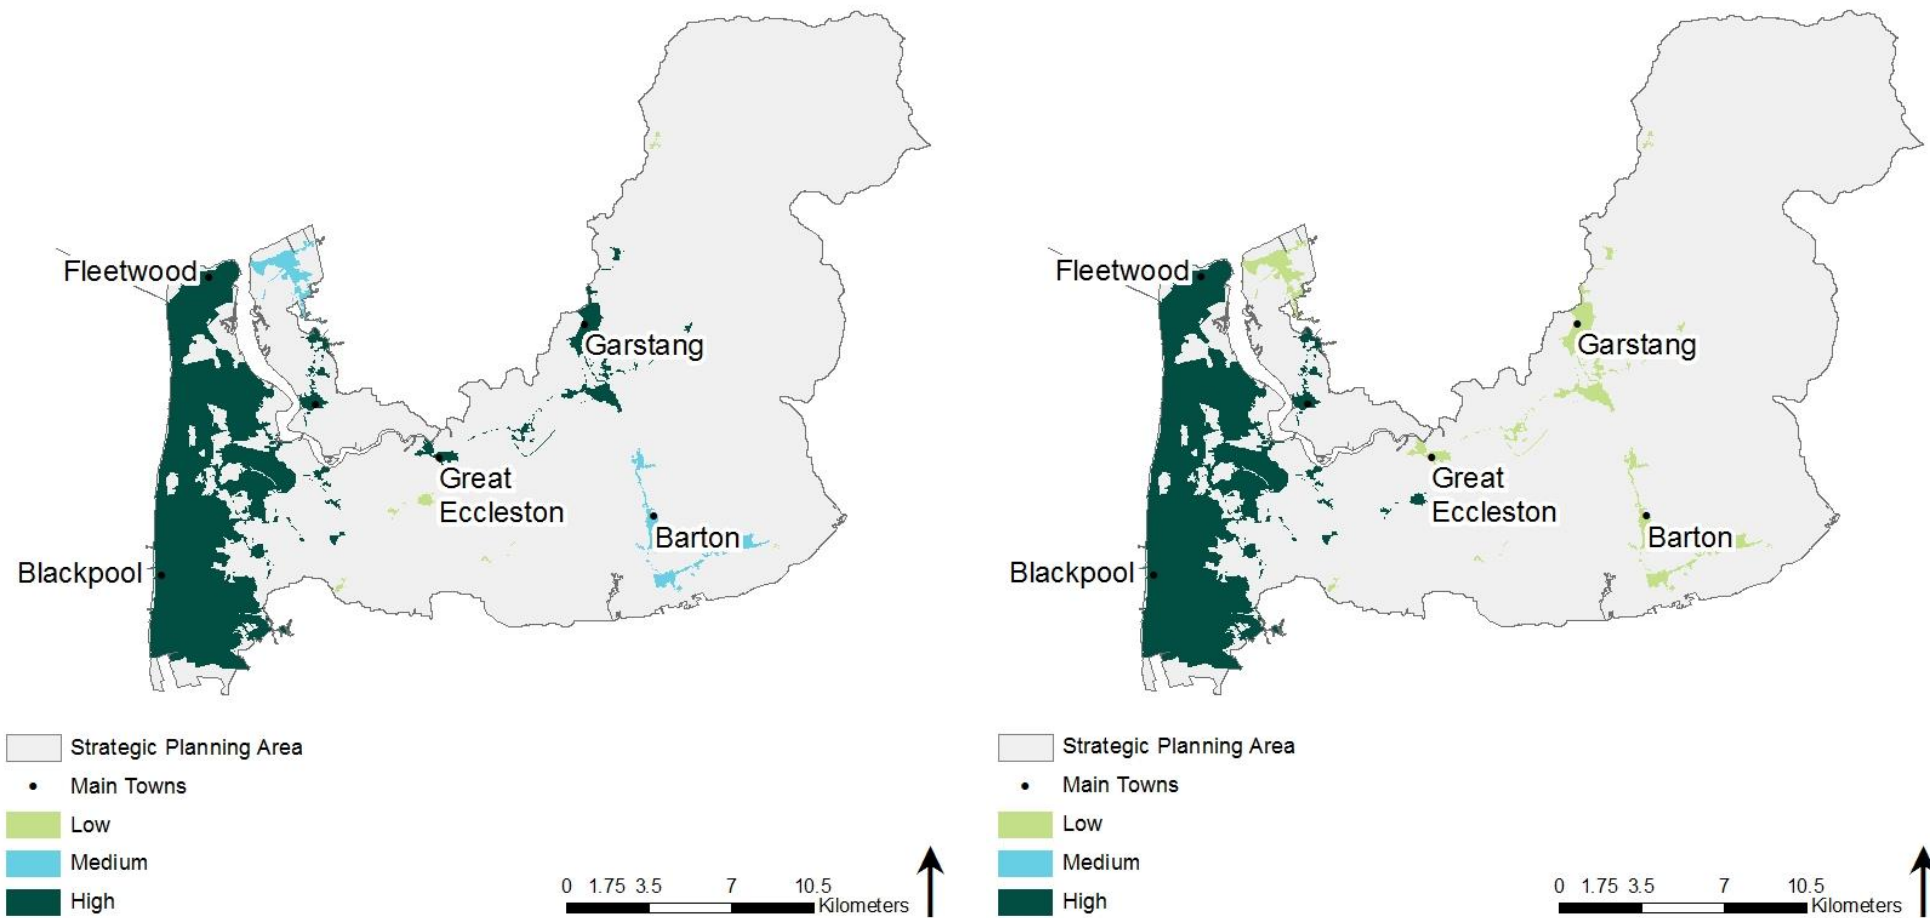 Fleetwood
Garstang
Great
Eccleston
Barton
Blackpool
Strategic Planning Area
Main Towns
Low
Medium
High
0 1.75 3.5 7 10.5
Kilometers
Fleetwood
Garstang
Great
Eccleston
Barton
Blackpool
Strategic Planning Area
Main Towns
Low
Medium
High
0 1.75 3.5 7 10.5
Kilometers